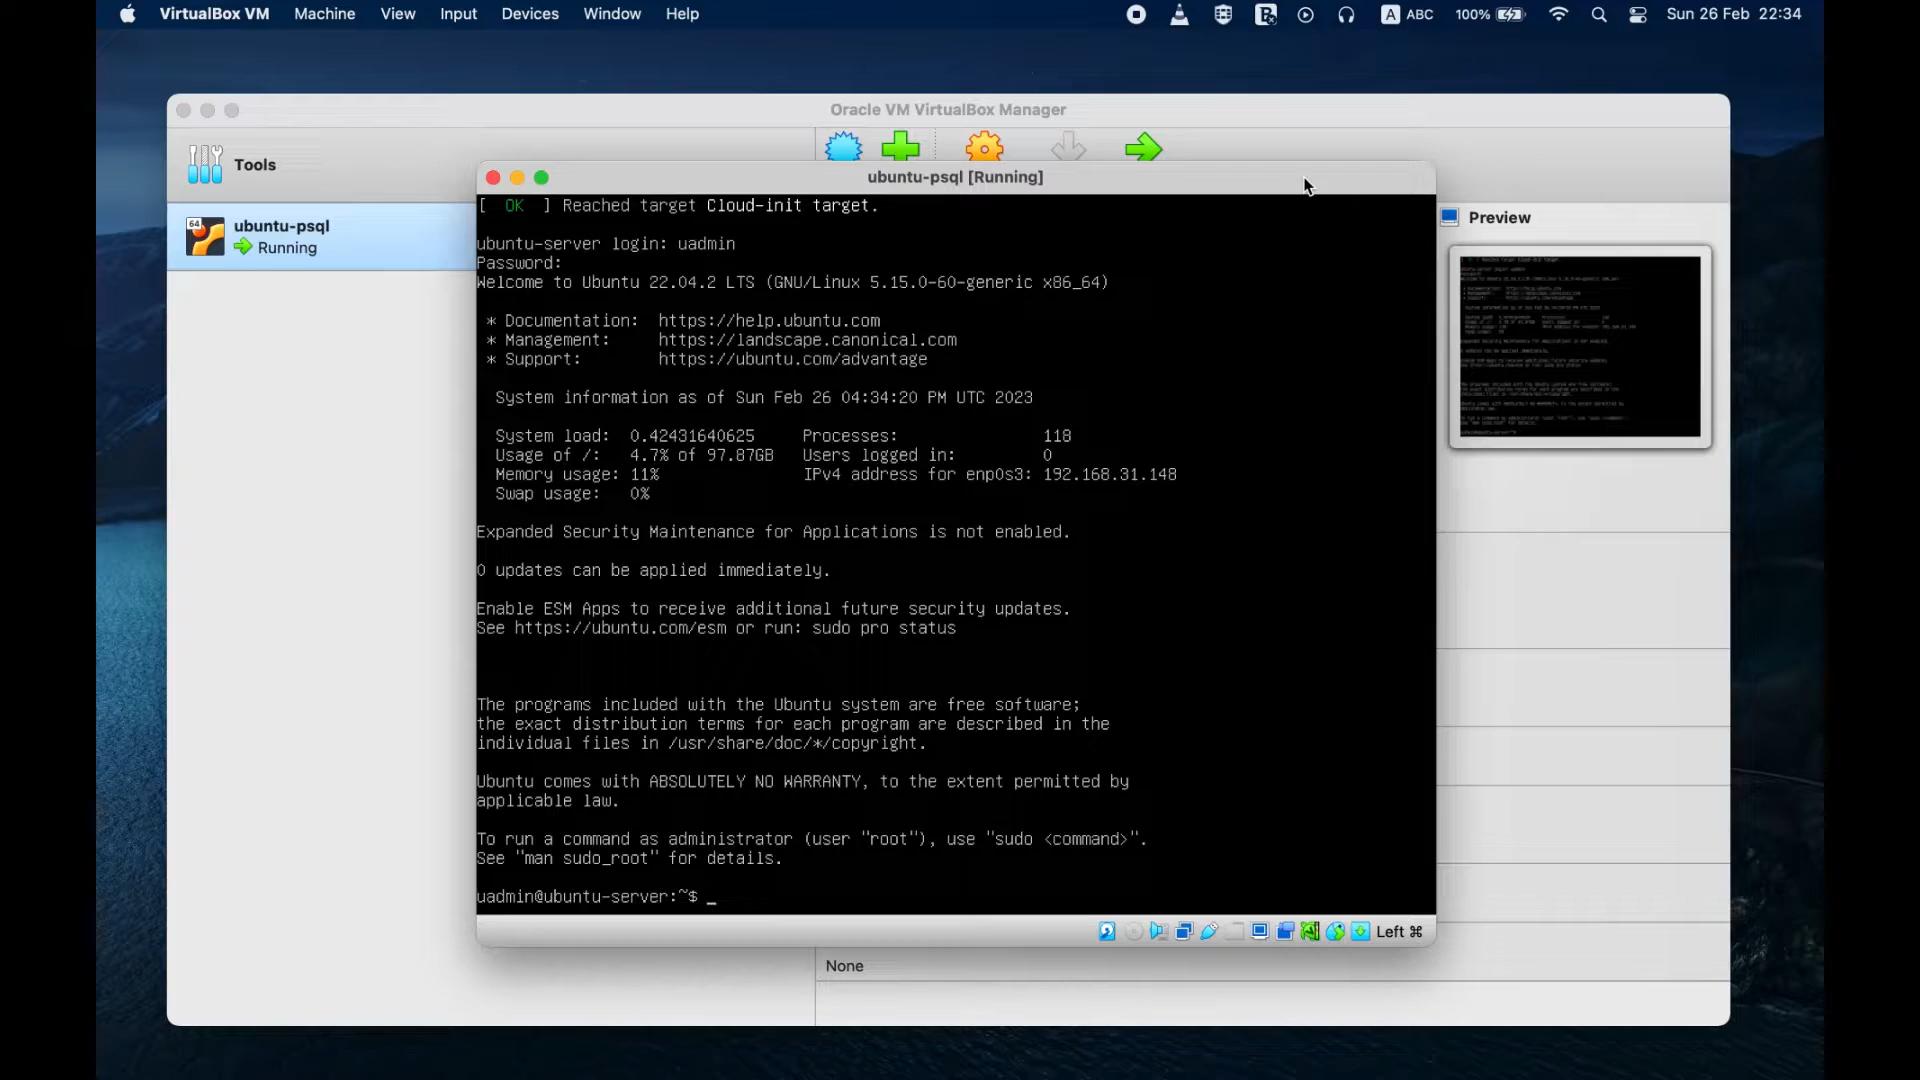 VirtualBox VM Machine View Input Devices Window Help ABC 100% Sun 26 Feb 22:34
Oracle VM VirtualBox Manager
Tools
ubuntu-psql [Running]
64
ubuntu-psql
Running
Preview
[  OK  ] Reached target Cloud-init target.
ubuntu-server login: uadmin
Password:
Welcome to Ubuntu 22.04.2 LTS (GNU/Linux 5.15.0-60-generic x86_64)
* Documentation:  https://help.ubuntu.com
* Management:     https://landscape.canonical.com
* Support:        https://ubuntu.com/advantage
System information as of Sun Feb 26 04:34:20 PM UTC 2023
System load:  0.42431640625     Processes:               118
Usage of /:   4.7% of 97.87GB   Users logged in:         0
Memory usage: 11%               IPv4 address for enp0s3: 192.168.31.148
Swap usage:   0%
Expanded Security Maintenance for Applications is not enabled.
0 updates can be applied immediately.
Enable ESM Apps to receive additional future security updates.
See https://ubuntu.com/esm or run: sudo pro status
The programs included with the Ubuntu system are free software;
the exact distribution terms for each program are described in the
individual files in /usr/share/doc/*/copyright.
Ubuntu comes with ABSOLUTELY NO WARRANTY, to the extent permitted by
applicable law.
To run a command as administrator (user "root"), use "sudo <command>".
See "man sudo_root" for details.
uadmin@ubuntu-server:~$ _
Left ⌘
None